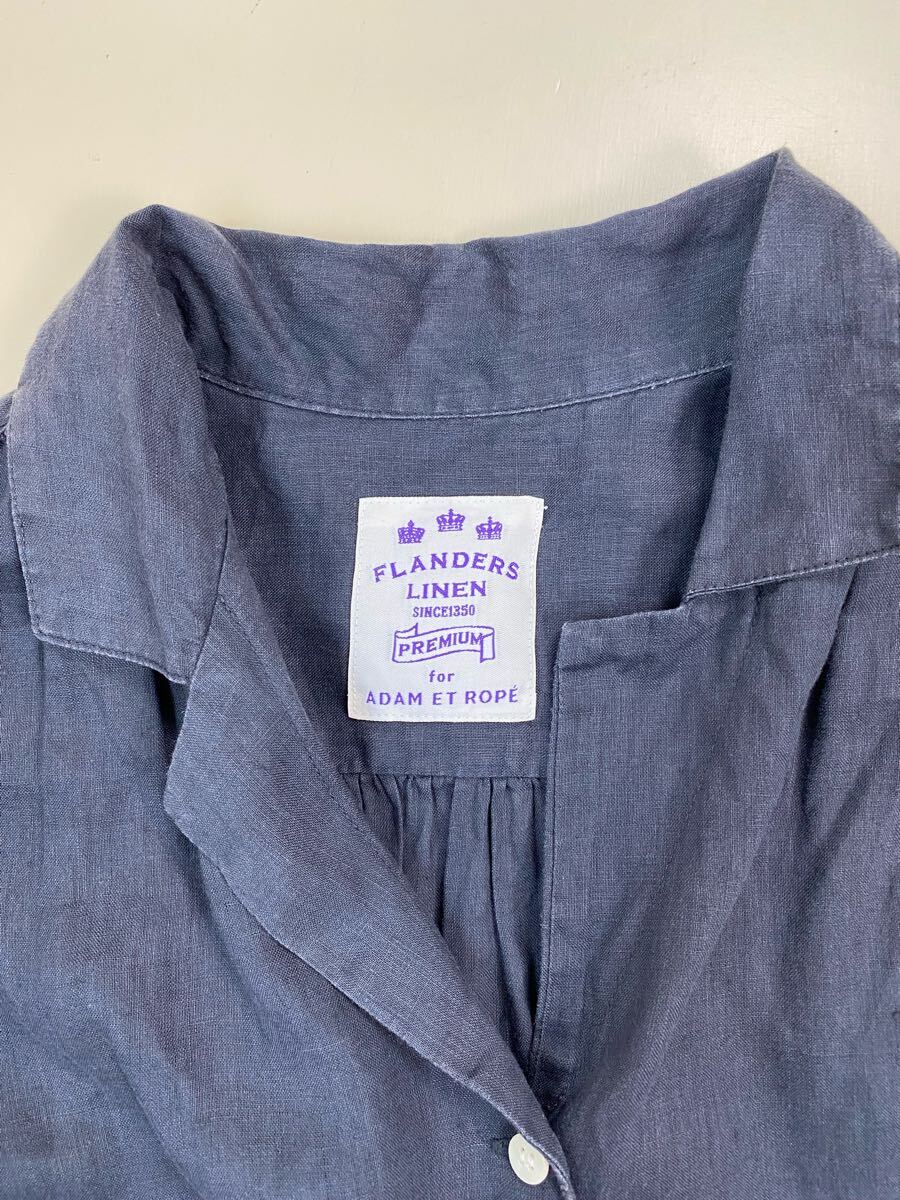 FLANDERS
LINEN
SINCE1350
PREMIUM
for
ADAM ET ROPÉ